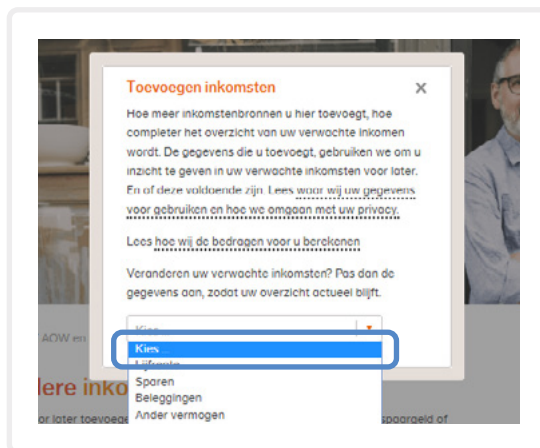 Toevoegen inkomsten ×
Hoe meer inkomstenbronnen u hier toevoegt, hoe
completer het overzicht van uw verwachte inkomen
wordt. De gegevens die u toevoegt, gebruiken we om u
inzicht te geven in uw verwachte inkomsten voor later.
En of deze voldoende zijn. Lees waar wij uw gegevens
voor gebruiken en hoe we omgaan met uw privacy.
Lees hoe wij de bedragen voor u berekenen
Veranderen uw verwachte inkomsten? Pas dan de
gegevens aan, zodat uw overzicht actueel blijft.
Kies...
AOW en
Kies...
Lijfrente
Sparen
dere inko
Beleggingen
Ander vermogen
or later toevoege
spaargeld of